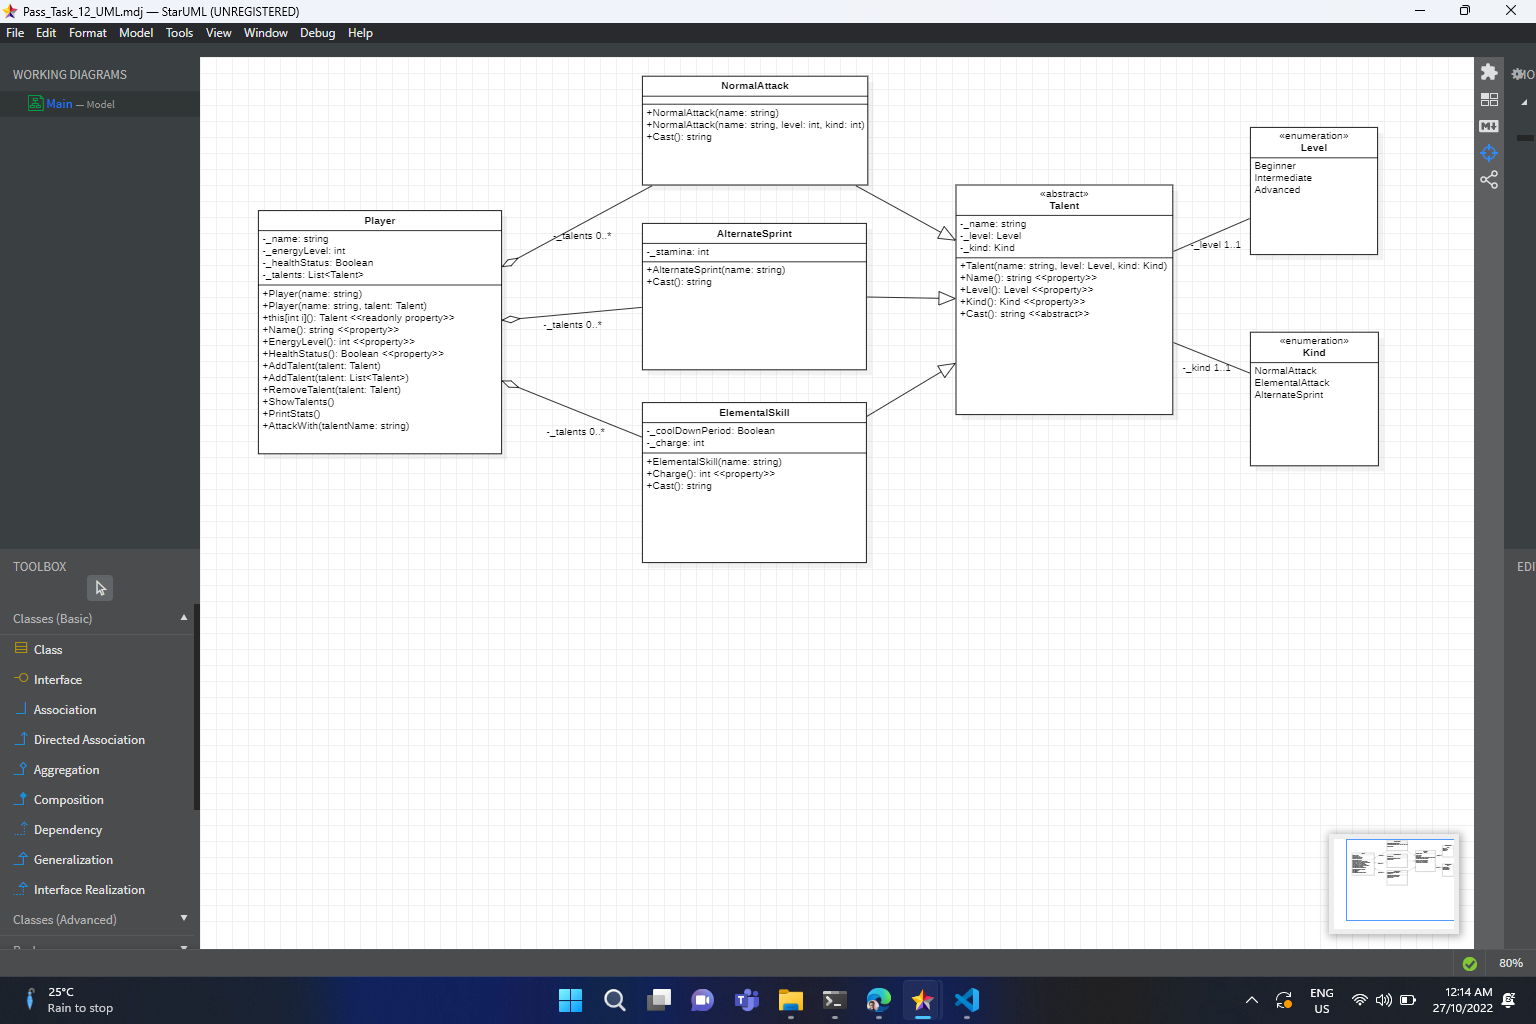 Pass_Task_12_UML.mdj — StarUML (UNREGISTERED)
File Edit Format Model Tools View Window Debug Help
WORKING DIAGRAMS
Main — Model
NormalAttack
+NormalAttack(name: string)
+NormalAttack(name: string, level: int, kind: int)
+Cast(): string
Player
-_name: string
-_energyLevel: int
-_healthStatus: Boolean
-_talents: List<Talent>
+Player(name: string)
+Player(name: string, talent: Talent)
+this[int i](): Talent <<readonly property>>
+Name(): string <<property>>
+EnergyLevel(): int <<property>>
+HealthStatus(): Boolean <<property>>
+AddTalent(talent: Talent)
+AddTalent(talent: List<Talent>)
+RemoveTalent(talent: Talent)
+ShowTalents()
+PrintStats()
+AttackWith(talentName: string)
-_talents 0..*
-_talents 0..*
-_talents 0..*
AlternateSprint
-_stamina: int
+AlternateSprint(name: string)
+Cast(): string
ElementalSkill
-_coolDownPeriod: Boolean
-_charge: int
+ElementalSkill(name: string)
+Charge(): int <<property>>
+Cast(): string
«abstract»
Talent
-_name: string
-_level: Level
-_kind: Kind
+Talent(name: string, level: Level, kind: Kind)
+Name(): string <<property>>
+Level(): Level <<property>>
+Kind(): Kind <<property>>
+Cast(): string <<abstract>>
-_level 1..1
-_kind 1..1
«enumeration»
Level
Beginner
Intermediate
Advanced
«enumeration»
Kind
NormalAttack
ElementalAttack
AlternateSprint
TOOLBOX
Classes (Basic)
Class
Interface
Association
Directed Association
Aggregation
Composition
Dependency
Generalization
Interface Realization
Classes (Advanced)
EDI
80%
25°C
Rain to stop
ENG
US
12:14 AM
27/10/2022